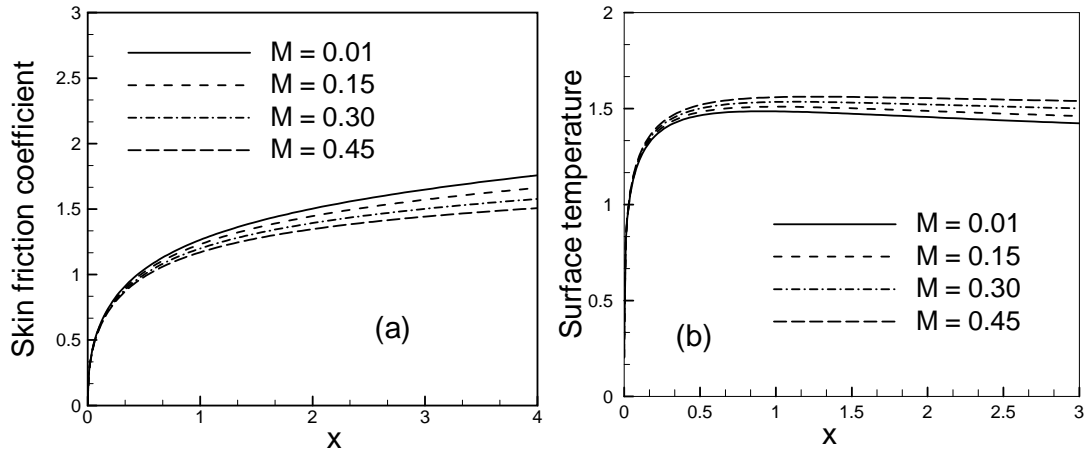 Skin friction coefficient
3
2.5
2
1.5
1
0.5
0
M = 0.01
M = 0.15
M = 0.30
M = 0.45
(a)
0
1
2
3
4
x
Surface temperature
2
1.5
1
0.5
0
M = 0.01
M = 0.15
M = 0.30
M = 0.45
(b)
0
0.5
1
1.5
2
2.5
3
x